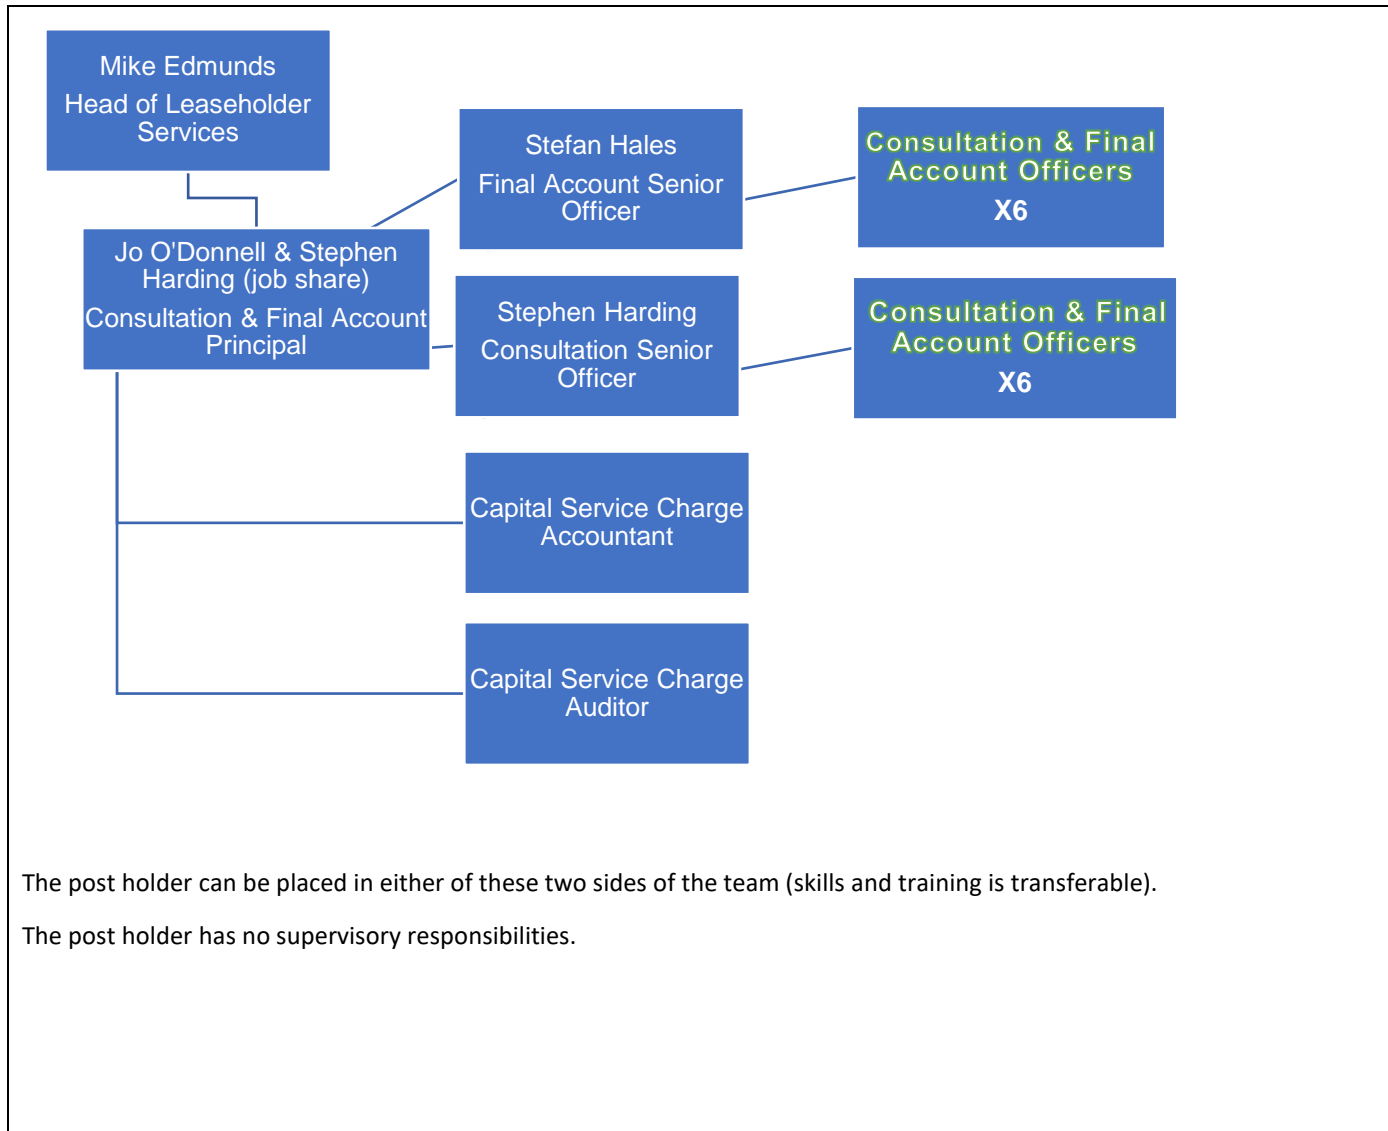 Mike Edmunds
Head of Leaseholder
Services
Jo O'Donnell & Stephen
Harding (job share)
Consultation & Final Account
Principal
Stefan Hales
Final Account Senior
Officer
Consultation & Final
Account Officers
X6
Stephen Harding
Consultation Senior
Officer
Consultation & Final
Account Officers
X6
Capital Service Charge
Accountant
Capital Service Charge
Auditor
The post holder can be placed in either of these two sides of the team (skills and training is transferable).
The post holder has no supervisory responsibilities.